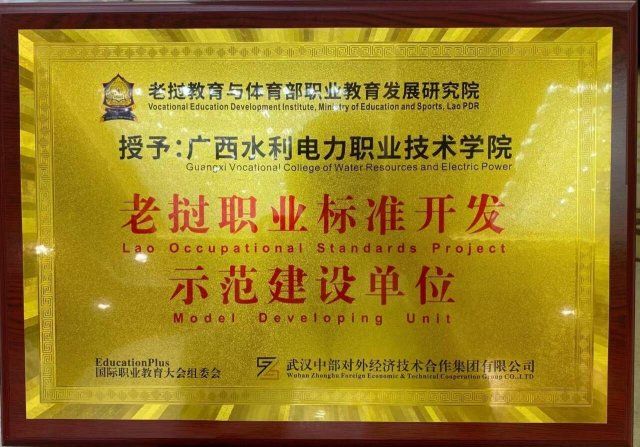 老挝教育与体育部职业教育发展研究院
Vocational Education Development Institute, Ministry of Education and Sports, Lao PDR
授予：广西水利电力职业技术学院
Guangxi Vocational College of Water Resources and Electric Power
老挝职业标准开发
Lao Occupational Standards Project
示范建设单位
Model Developing Unit
EducationPlus
国际职业教育大会组委会
武汉中部对外经济技术合作集团有限公司
Wuhan Zhongbu Foreign Economic & Technical Cooperation Group CO.,LTD